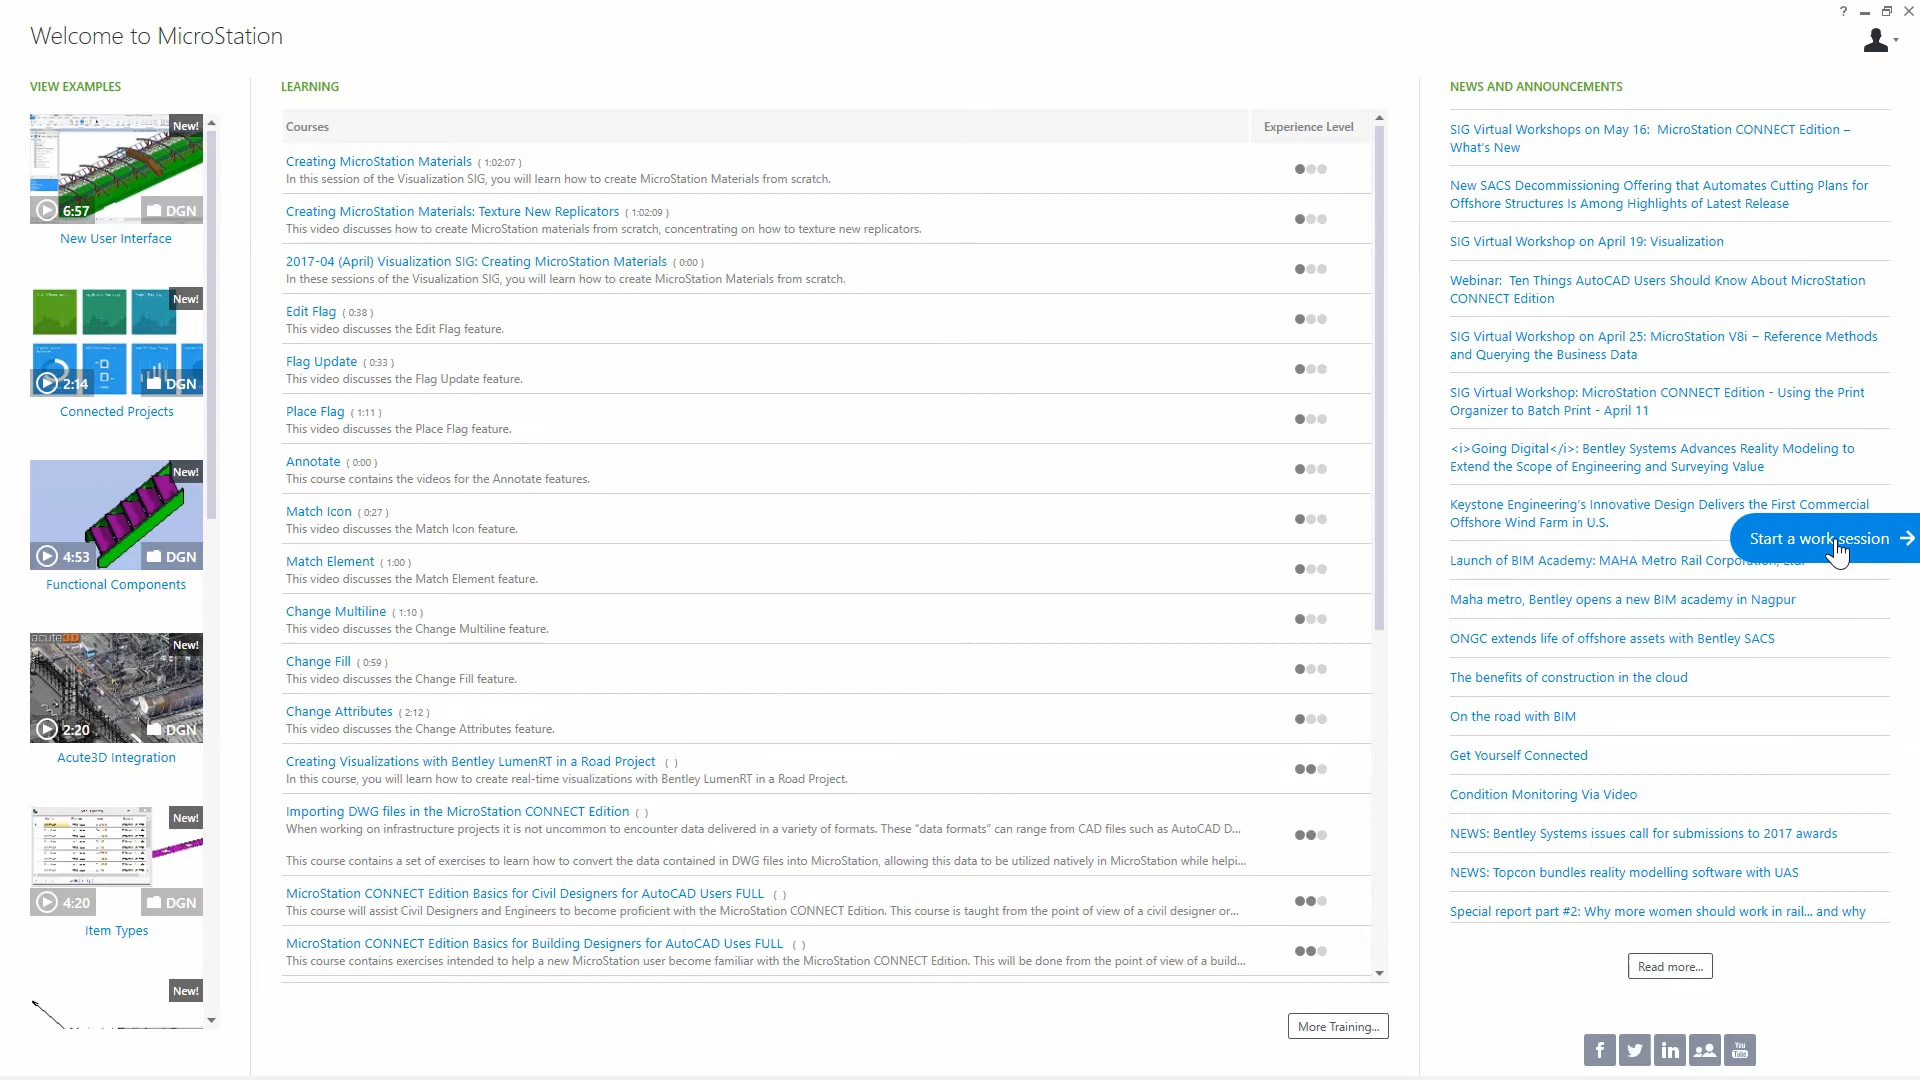 ?
Welcome to MicroStation
VIEW EXAMPLES
New!
6:57
DGN
New User Interface
New!
2:14
DGN
Connected Projects
New!
4:53
DGN
Functional Components
acute3D
New!
2:20
DGN
Acute3D Integration
New!
4:20
DGN
Item Types
New!
LEARNING
Courses
Experience Level
Creating MicroStation Materials ( 1:02:07 )
In this session of the Visualization SIG, you will learn how to create MicroStation Materials from scratch.
Creating MicroStation Materials: Texture New Replicators ( 1:02:09 )
This video discusses how to create MicroStation materials from scratch, concentrating on how to texture new replicators.
2017-04 (April) Visualization SIG: Creating MicroStation Materials ( 0:00 )
In these sessions of the Visualization SIG, you will learn how to create MicroStation Materials from scratch.
Edit Flag ( 0:38 )
This video discusses the Edit Flag feature.
Flag Update ( 0:33 )
This video discusses the Flag Update feature.
Place Flag ( 1:11 )
This video discusses the Place Flag feature.
Annotate ( 0:00 )
This course contains the videos for the Annotate features.
Match Icon ( 0:27 )
This video discusses the Match Icon feature.
Match Element ( 1:00 )
This video discusses the Match Element feature.
Change Multiline ( 1:10 )
This video discusses the Change Multiline feature.
Change Fill ( 0:59 )
This video discusses the Change Fill feature.
Change Attributes ( 2:12 )
This video discusses the Change Attributes feature.
Creating Visualizations with Bentley LumenRT in a Road Project ( )
In this course, you will learn how to create real-time visualizations with Bentley LumenRT in a Road Project.
Importing DWG files in the MicroStation CONNECT Edition ( )
When working on infrastructure projects it is not uncommon to encounter data delivered in a variety of formats. These “data formats” can range from CAD files such as AutoCAD D...
This course contains a set of exercises to learn how to convert the data contained in DWG files into MicroStation, allowing this data to be utilized natively in MicroStation while helpi...
MicroStation CONNECT Edition Basics for Civil Designers for AutoCAD Users FULL ( )
This course will assist Civil Designers and Engineers to become proficient with the MicroStation CONNECT Edition. This course is taught from the point of view of a civil designer or...
MicroStation CONNECT Edition Basics for Building Designers for AutoCAD Uses FULL ( )
This course contains exercises intended to help a new MicroStation user become familiar with the MicroStation CONNECT Edition. This will be done from the point of view of a build...
More Training...
NEWS AND ANNOUNCEMENTS
SIG Virtual Workshops on May 16: MicroStation CONNECT Edition –
What’s New
New SACS Decommissioning Offering that Automates Cutting Plans for
Offshore Structures Is Among Highlights of Latest Release
SIG Virtual Workshop on April 19: Visualization
Webinar: Ten Things AutoCAD Users Should Know About MicroStation
CONNECT Edition
SIG Virtual Workshop on April 25: MicroStation V8i – Reference Methods
and Querying the Business Data
SIG Virtual Workshop: MicroStation CONNECT Edition - Using the Print
Organizer to Batch Print - April 11
<i>Going Digital</i>: Bentley Systems Advances Reality Modeling to
Extend the Scope of Engineering and Surveying Value
Keystone Engineering’s Innovative Design Delivers the First Commercial
Offshore Wind Farm in U.S.
Start a work session
Launch of BIM Academy: MAHA Metro Rail Corporation, Ltd.
Maha metro, Bentley opens a new BIM academy in Nagpur
ONGC extends life of offshore assets with Bentley SACS
The benefits of construction in the cloud
On the road with BIM
Get Yourself Connected
Condition Monitoring Via Video
NEWS: Bentley Systems issues call for submissions to 2017 awards
NEWS: Topcon bundles reality modelling software with UAS
Special report part #2: Why more women should work in rail... and why
Read more...
f
in
You
Tube